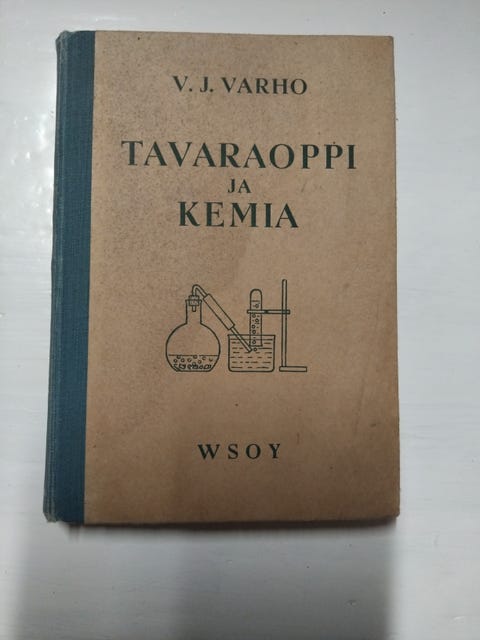 V. J. VARHO
TAVARAOPPI
JA
KEMIA
WSOY